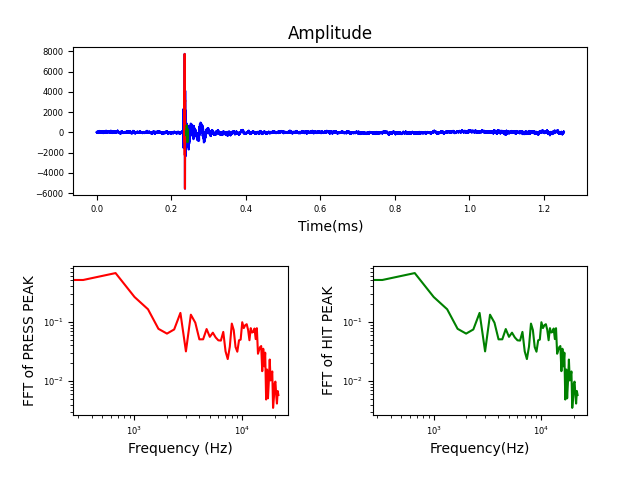 Amplitude
8000
6000
4000
2000
0
−2000
−4000
−6000
0.0 0.2 0.4 0.6 0.8 1.0 1.2
Time(ms)
FFT of PRESS PEAK
10⁻¹
10⁻²
10³ 10⁴
Frequency (Hz)
FFT of HIT PEAK
10⁻¹
10⁻²
10³ 10⁴
Frequency(Hz)